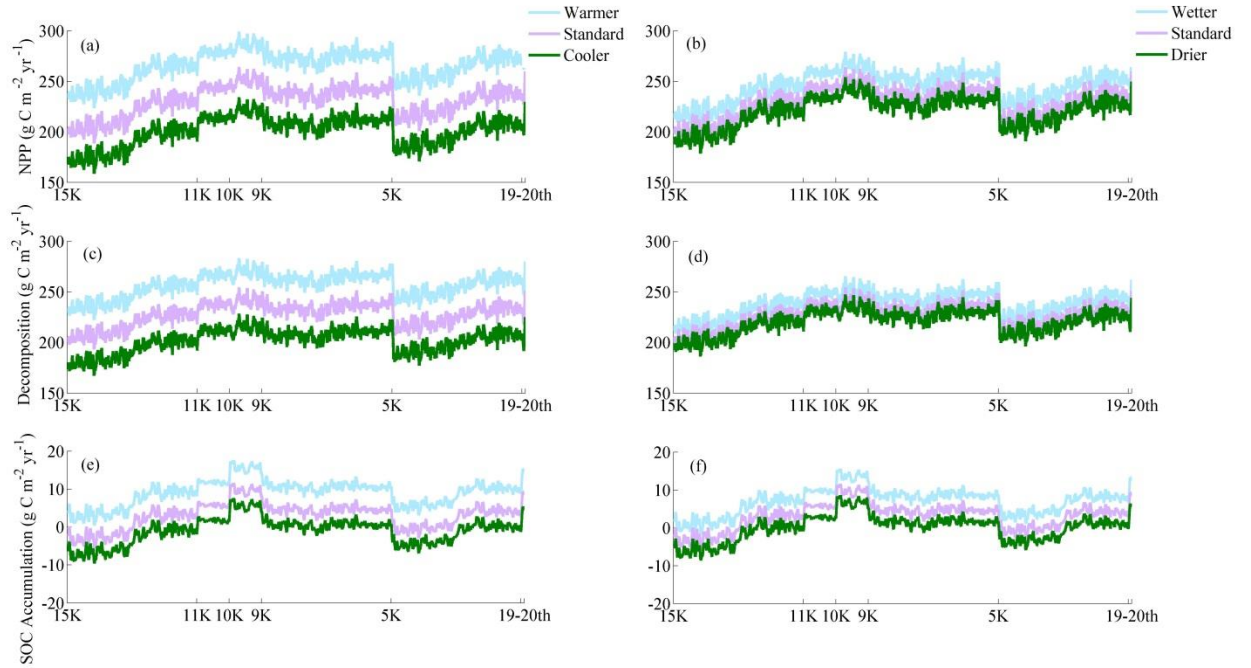 Warmer
Standard
Cooler
(a)
NPP (g C m⁻² yr⁻¹)
300
250
200
150
15K 11K 10K 9K 5K 19-20th
Wetter
Standard
Drier
(b)
300
250
200
150
15K 11K 10K 9K 5K 19-20th
(c)
Decomposition (g C m⁻² yr⁻¹)
300
250
200
150
15K 11K 10K 9K 5K 19-20th
(d)
300
250
200
150
15K 11K 10K 9K 5K 19-20th
(e)
SOC Accumulation (g C m⁻² yr⁻¹)
20
10
0
-10
-20
15K 11K 10K 9K 5K 19-20th
(f)
20
10
0
-10
-20
15K 11K 10K 9K 5K 19-20th